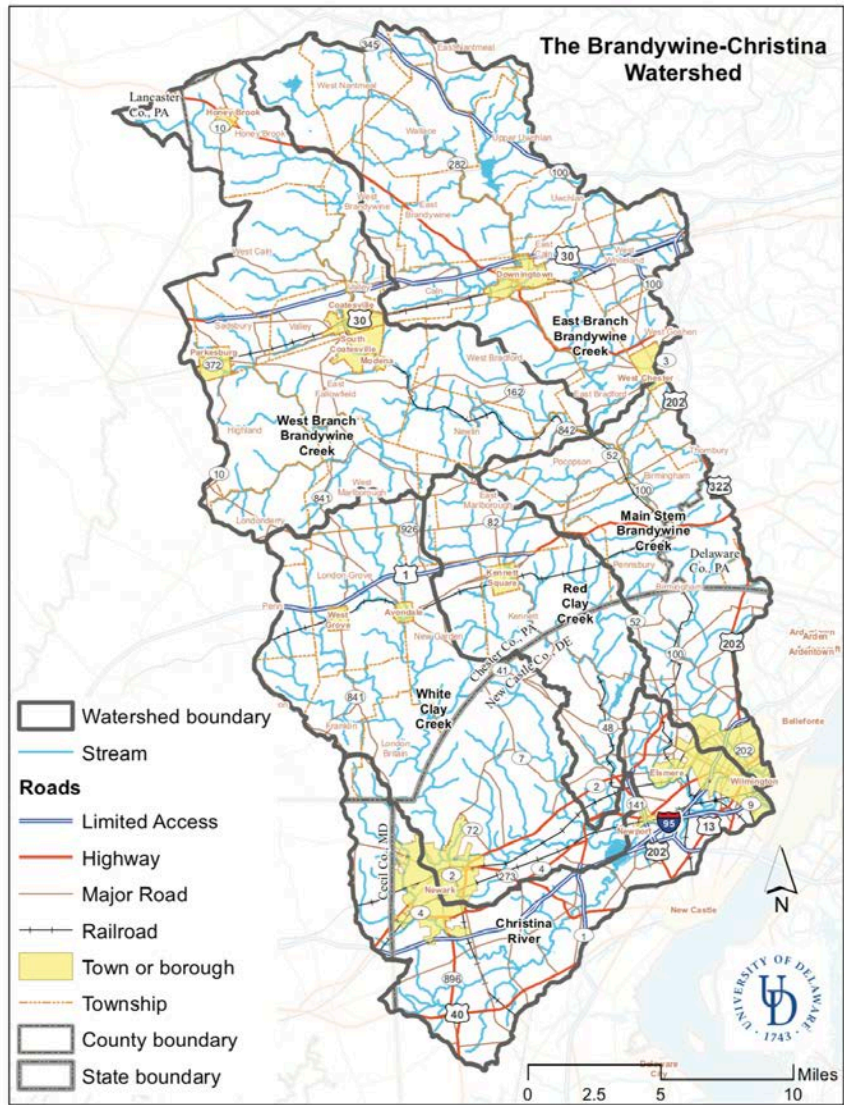 The Brandywine-Christina
Watershed
345
East Nantmeal
West Nantmeal
Lancaster
Co., PA
Honey Brook
10
Honey Brook
Wallace
Upper Uwchlan
282
100
West
Brandywine
East
Brandywine
Uwchlan
West Caln
East
Caln
30
West
Whiteland
Downingtown
100
Valley
Caln
Coatesville
30
Sadsbury
Valley
East Branch
Brandywine
Creek
West Goshen
South
Coatesville
Modena
Parkesburg
372
West Bradford
3
West Chester
East
Fallowfield
162
East Bradford
202
West Branch
Brandywine
Creek
Highland
Newlin
842
52
Thornbury
Pocopson
Birmingham
10
West
Marlborough
841
100
322
East
Marlborough
Londonderry
82
Main Stem
Brandywine
Creek
926
Delaware
Co., PA
London Grove
1
Kennett
Square
Pennsbury
Birmingham
Penn
Red
Clay
Creek
West
Grove
Avondale
Kennett
New Garden
52
Chester Co., PA
New Castle Co., DE
202
Arden
Ardentown
100
41
841
White
Clay
Creek
Franklin
London
Britain
48
Bellefonte
202
7
Elsmere
Wilmington
2
141
95
9
Newport
13
72
202
Cecil Co., MD
2
Newark
4
273
4
New Castle
Christina
River
1
896
40
N
Watershed boundary
Stream
Roads
Limited Access
Highway
Major Road
Railroad
Town or borough
Township
County boundary
State boundary
UNIVERSITY OF DELAWARE
UD
1743
Delaware
City
Miles
0 2.5 5 10